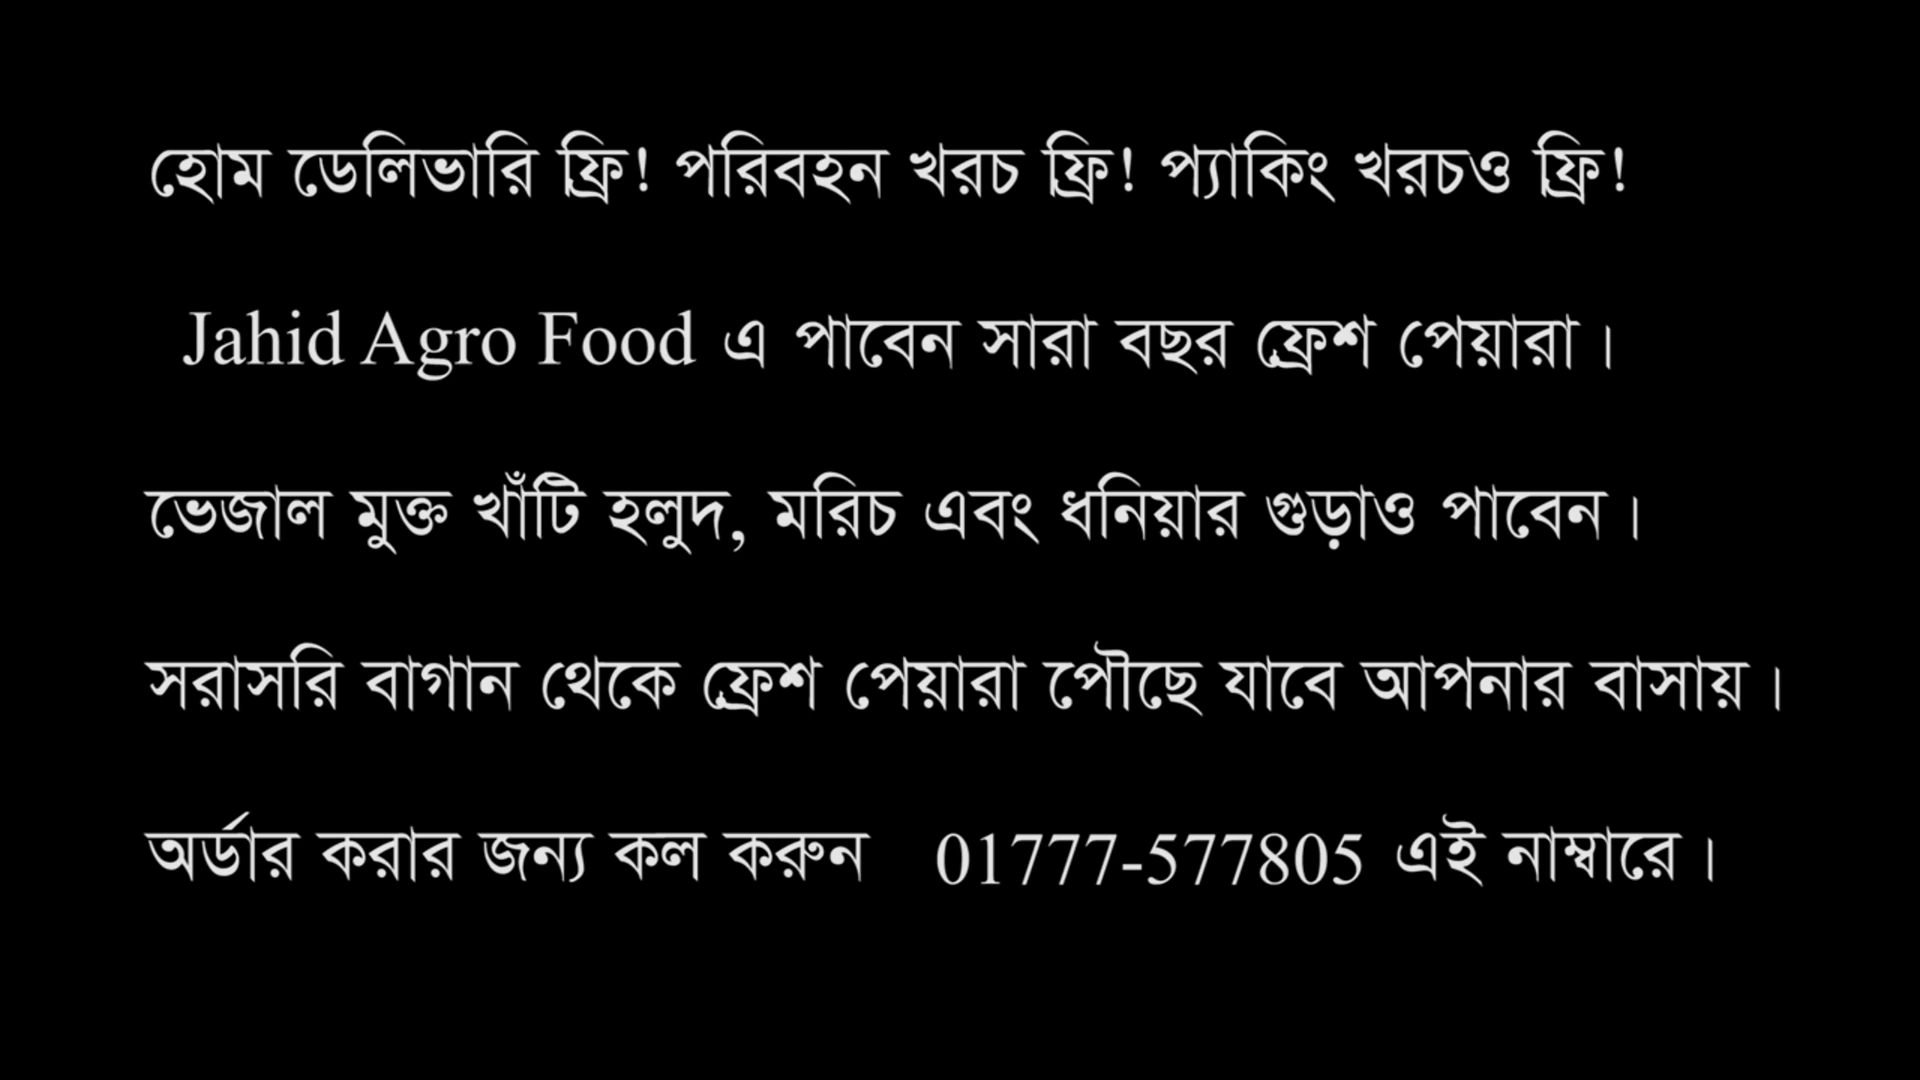 হোম ডেলিভারি ফ্রি! পরিবহন খরচ ফ্রি! প্যাকিং খরচও ফ্রি!
Jahid Agro Food এ পাবেন সারা বছর ফ্রেশ পেয়ারা।
ভেজাল মুক্ত খাঁটি হলুদ, মরিচ এবং ধনিয়ার গুড়াও পাবেন।
সরাসরি বাগান থেকে ফ্রেশ পেয়ারা পৌছে যাবে আপনার বাসায়।
অর্ডার করার জন্য কল করুন 01777-577805 এই নাম্বারে।